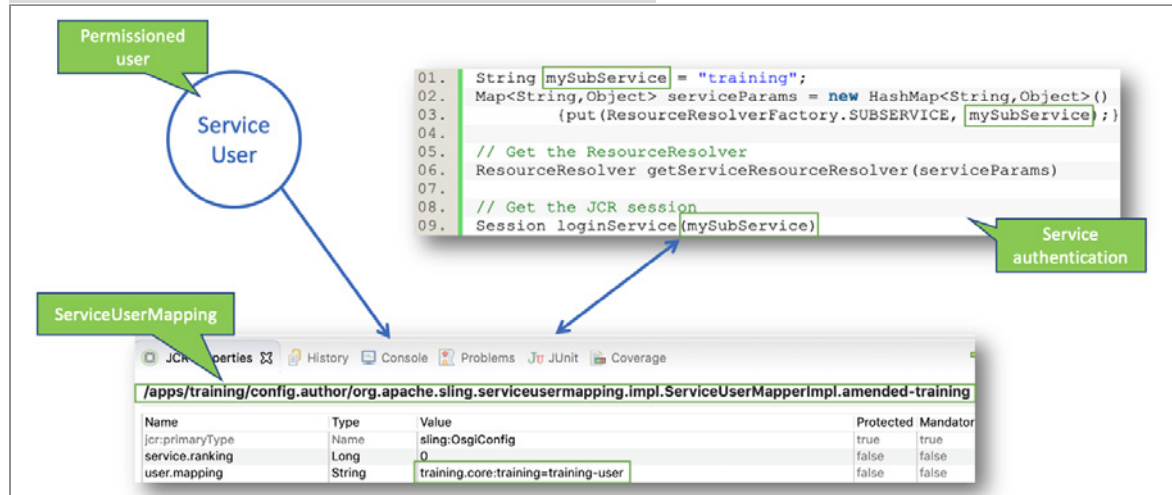 Permissioned
user
Service
User
01. String mySubService = "training";
02. Map<String,Object> serviceParams = new HashMap<String,Object>()
03. {put(ResourceResolverFactory.SUBSERVICE, mySubService);}
04.
05. // Get the ResourceResolver
06. ResourceResolver getServiceResourceResolver(serviceParams)
07.
08. // Get the JCR session
09. Session loginService(mySubService)
Service
authentication
ServiceUserMapping
JCR Properties History Console Problems Ju JUnit Coverage
/apps/training/config.author/org.apache.sling.serviceusermapping.impl.ServiceUserMapperImpl.amended-training
Name Type Value Protected Mandator
jcr:primaryType Name sling:OsgiConfig true true
service.ranking Long 0 false false
user.mapping String training.core:training=training-user false false